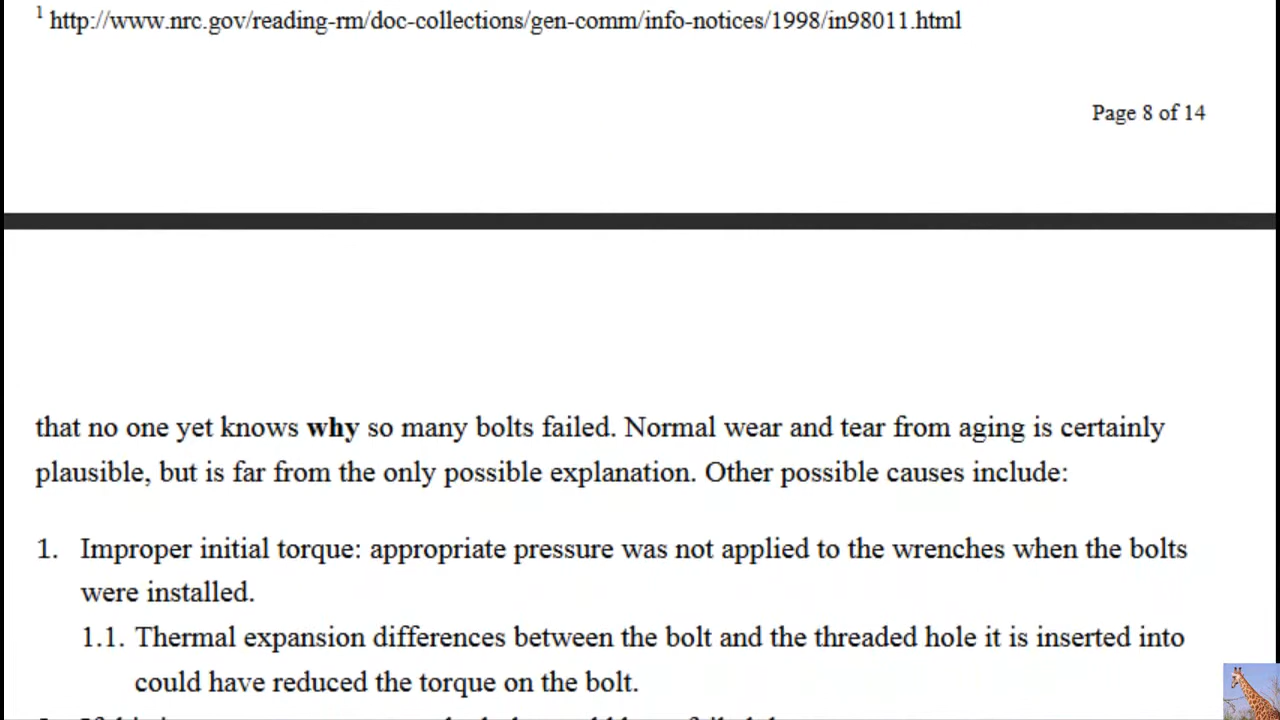 1 http://www.nrc.gov/reading-rm/doc-collections/gen-comm/info-notices/1998/in98011.html
Page 8 of 14
that no one yet knows why so many bolts failed. Normal wear and tear from aging is certainly
plausible, but is far from the only possible explanation. Other possible causes include:
1. Improper initial torque: appropriate pressure was not applied to the wrenches when the bolts
were installed.
1.1. Thermal expansion differences between the bolt and the threaded hole it is inserted into
could have reduced the torque on the bolt.